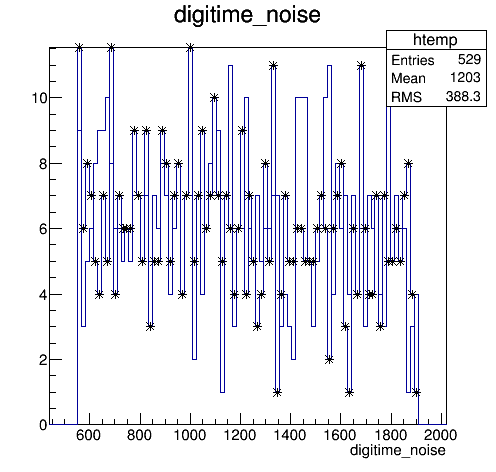 digitime_noise
htemp
Entries 529
Mean 1203
RMS 388.3
10
8
6
4
2
0
600 800 1000 1200 1400 1600 1800 2000
digitime_noise